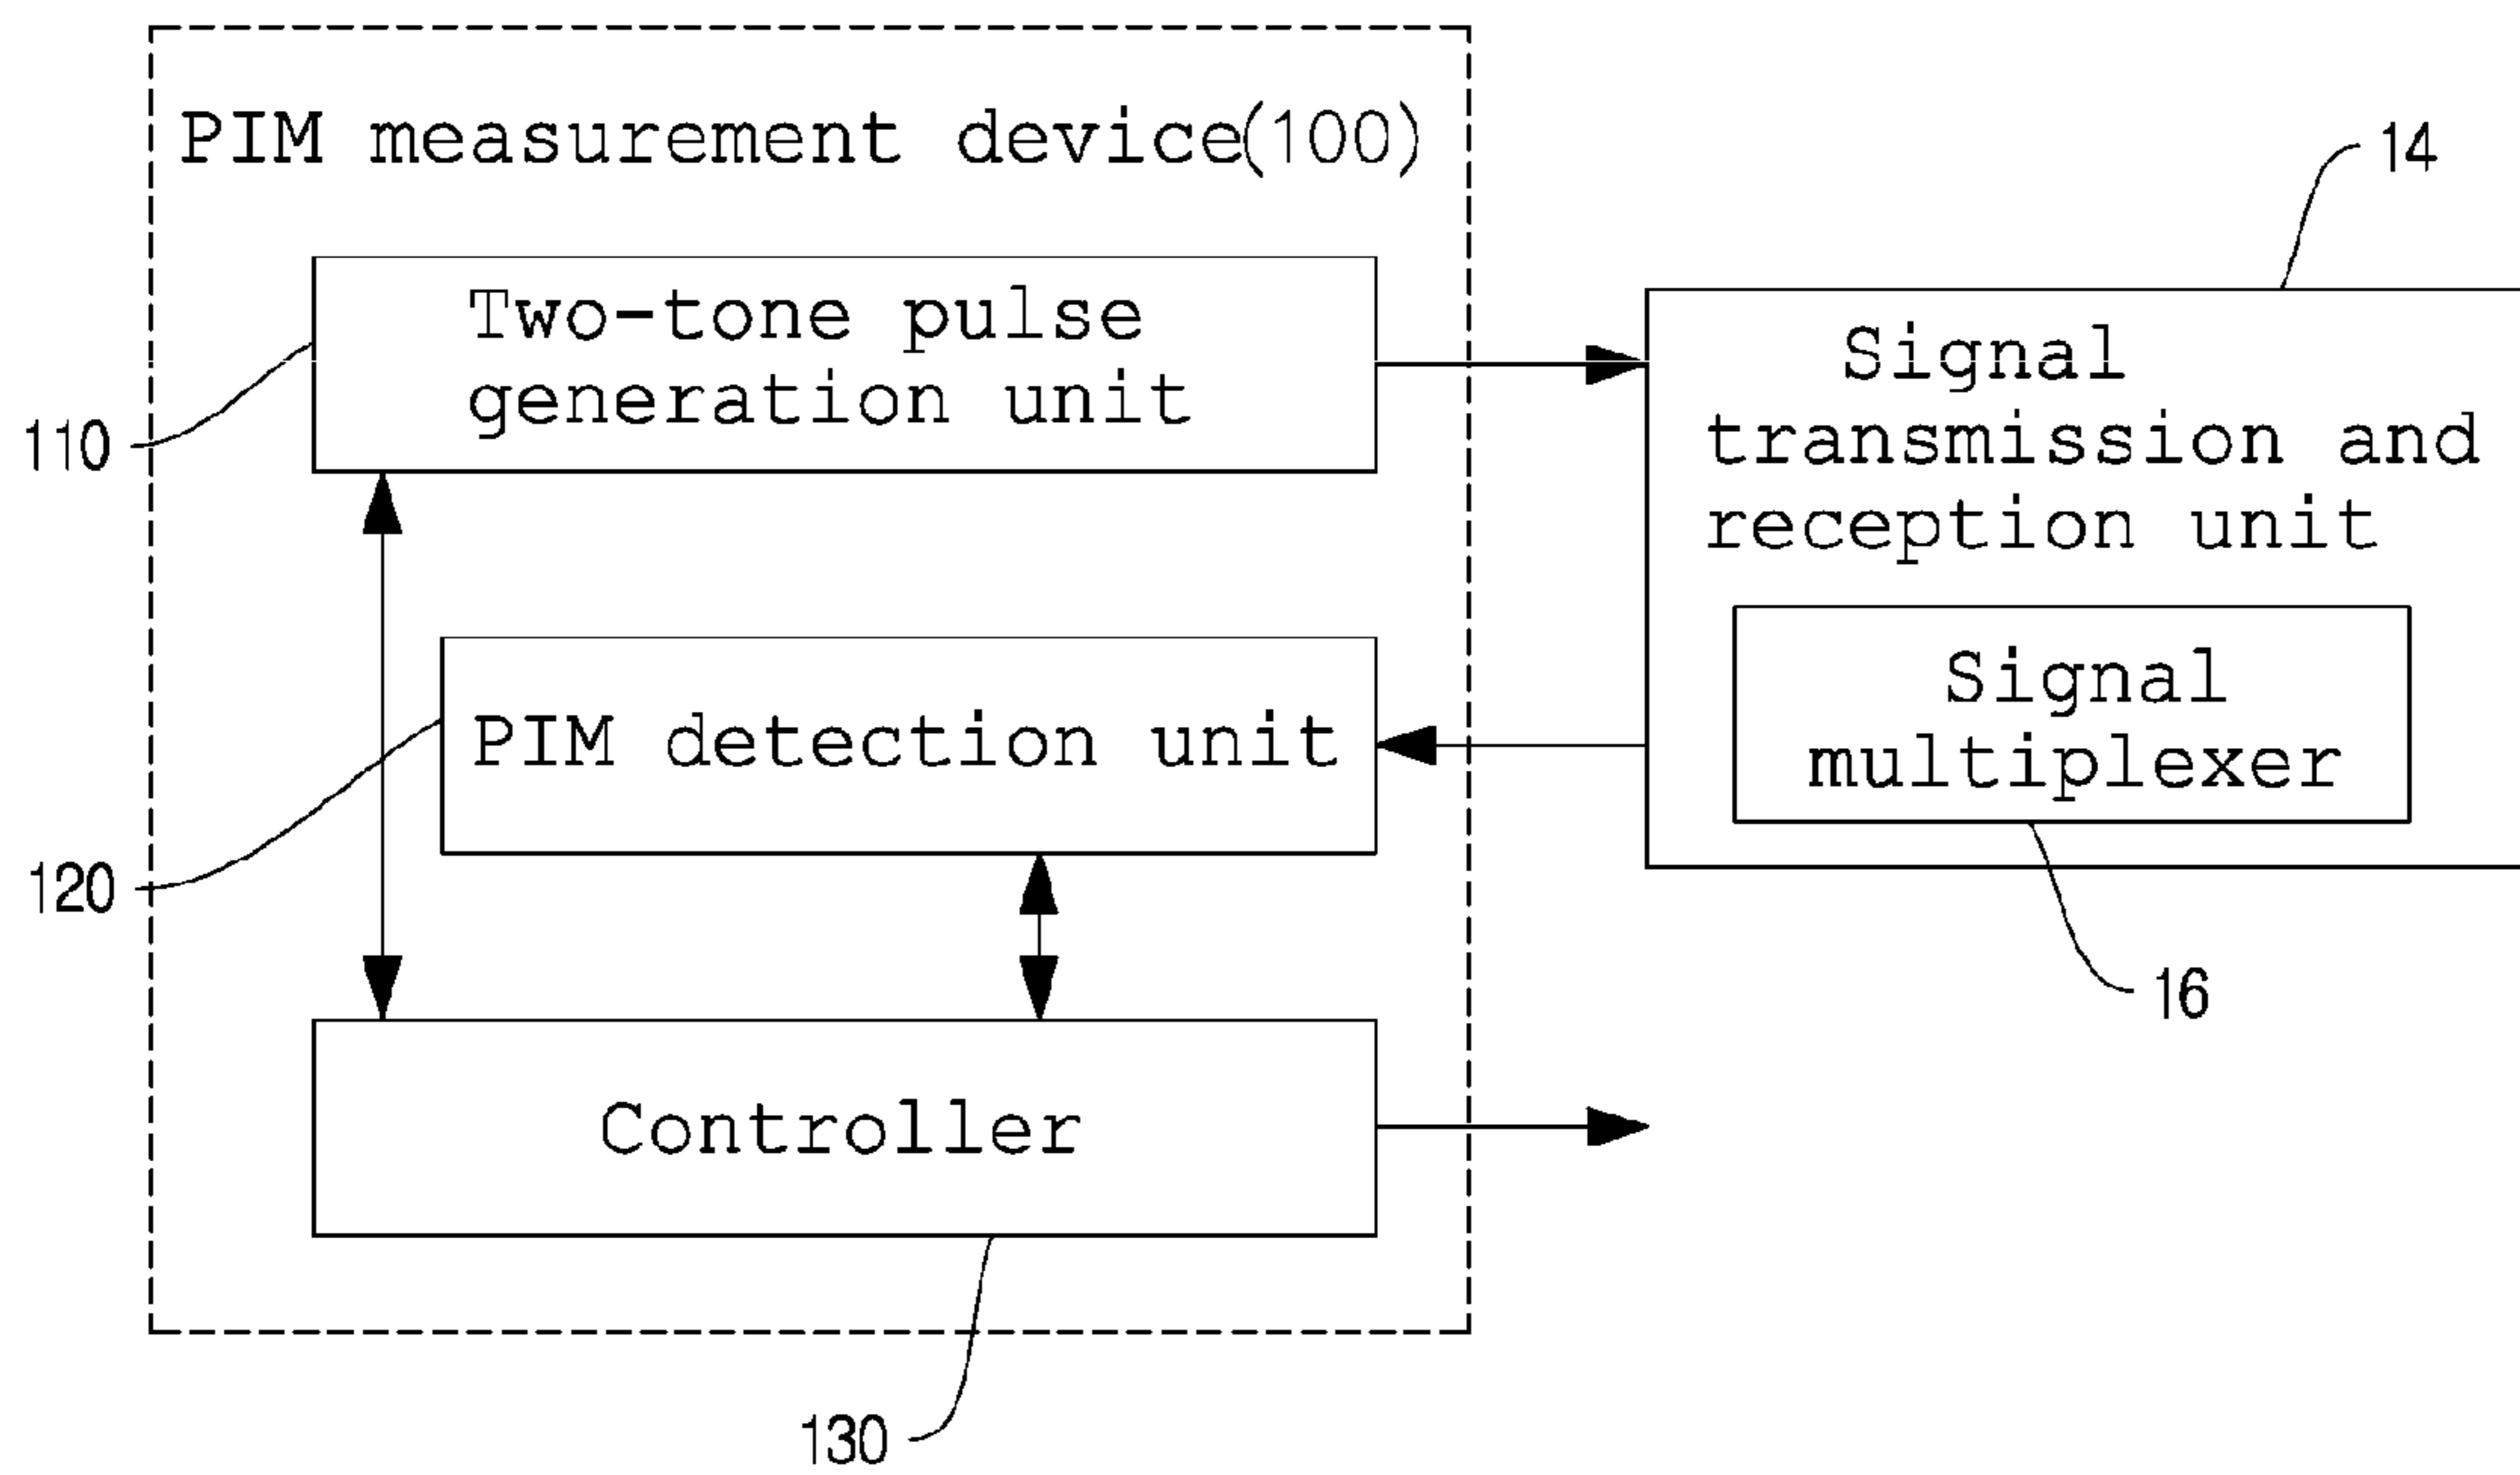 PIM measurement device(100)
14
Two-tone pulse
generation unit
110
Signal
transmission and
reception unit
Signal
multiplexer
PIM detection unit
120
16
Controller
130